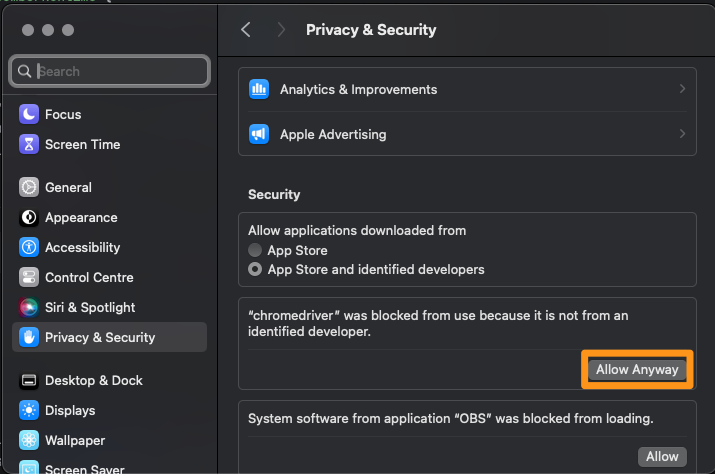 Privacy & Security
Search
Focus
Screen Time
General
Appearance
Accessibility
Control Centre
Siri & Spotlight
Privacy & Security
Desktop & Dock
Displays
Wallpaper
Screen Saver
Analytics & Improvements
Apple Advertising
Security
Allow applications downloaded from
App Store
App Store and identified developers
“chromedriver” was blocked from use because it is not from an
identified developer.
Allow Anyway
System software from application “OBS” was blocked from loading.
Allow